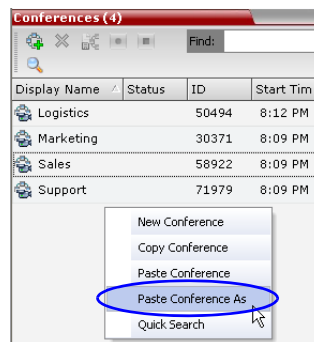 Conferences (4)
Find:
Display Name Status ID Start Tim
Logistics 50494 8:12 PM
Marketing 30371 8:09 PM
Sales 58922 8:09 PM
Support 71979 8:09 PM
New Conference
Copy Conference
Paste Conference
Paste Conference As
Quick Search